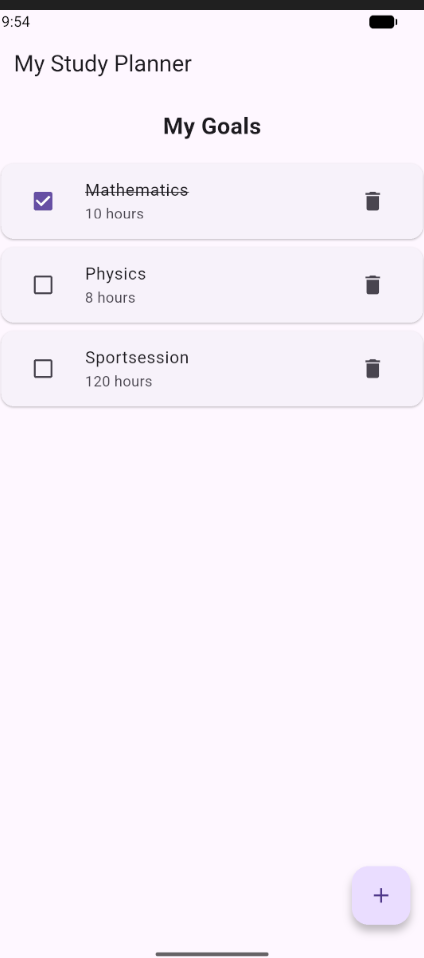 9:54
My Study Planner
My Goals
Mathematics
10 hours
Physics
8 hours
Sportsession
120 hours
+